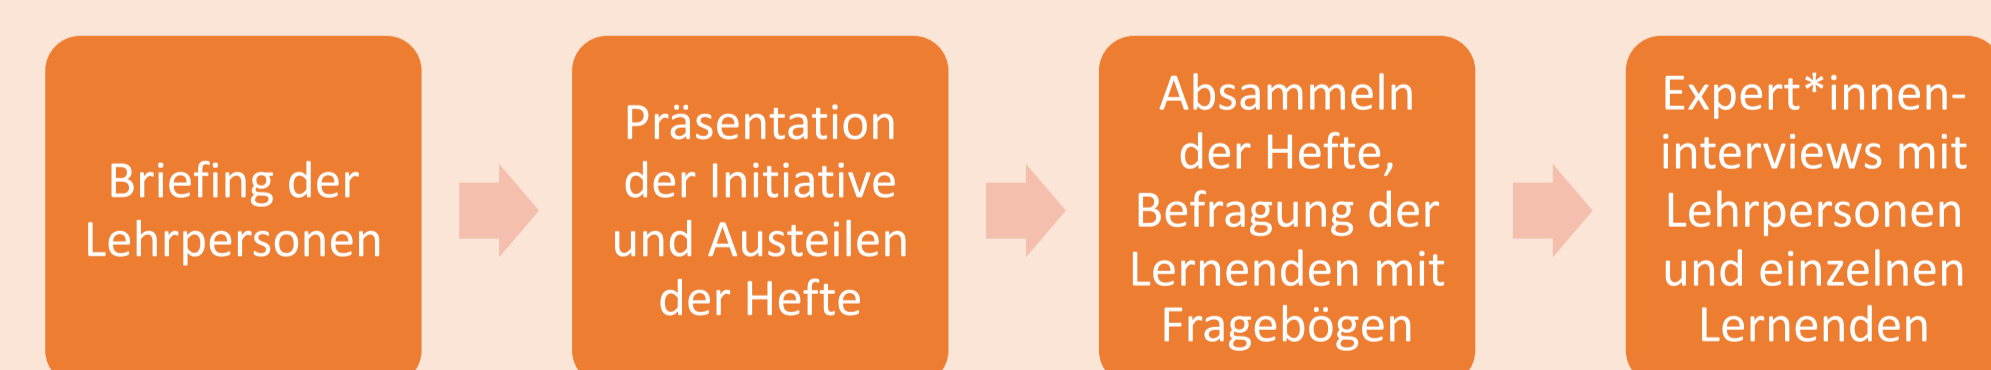 Briefing der
Lehrpersonen
Präsentation
der Initiative
und Austeilen
der Hefte
Absammeln
der Hefte,
Befragung der
Lernenden mit
Fragebögen
Expert*innen-
interviews mit
Lehrpersonen
und einzelnen
Lernenden